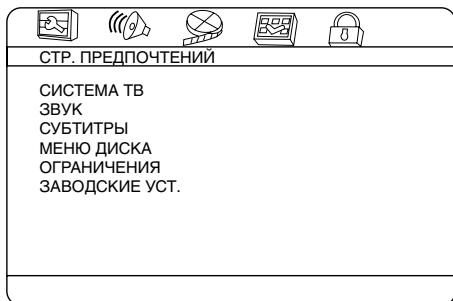 СТР. ПРЕДПОЧТЕНИЙ
СИСТЕМА ТВ
ЗВУК
СУБТИТРЫ
МЕНЮ ДИСКА
ОГРАНИЧЕНИЯ
ЗАВОДСКИЕ УСТ.